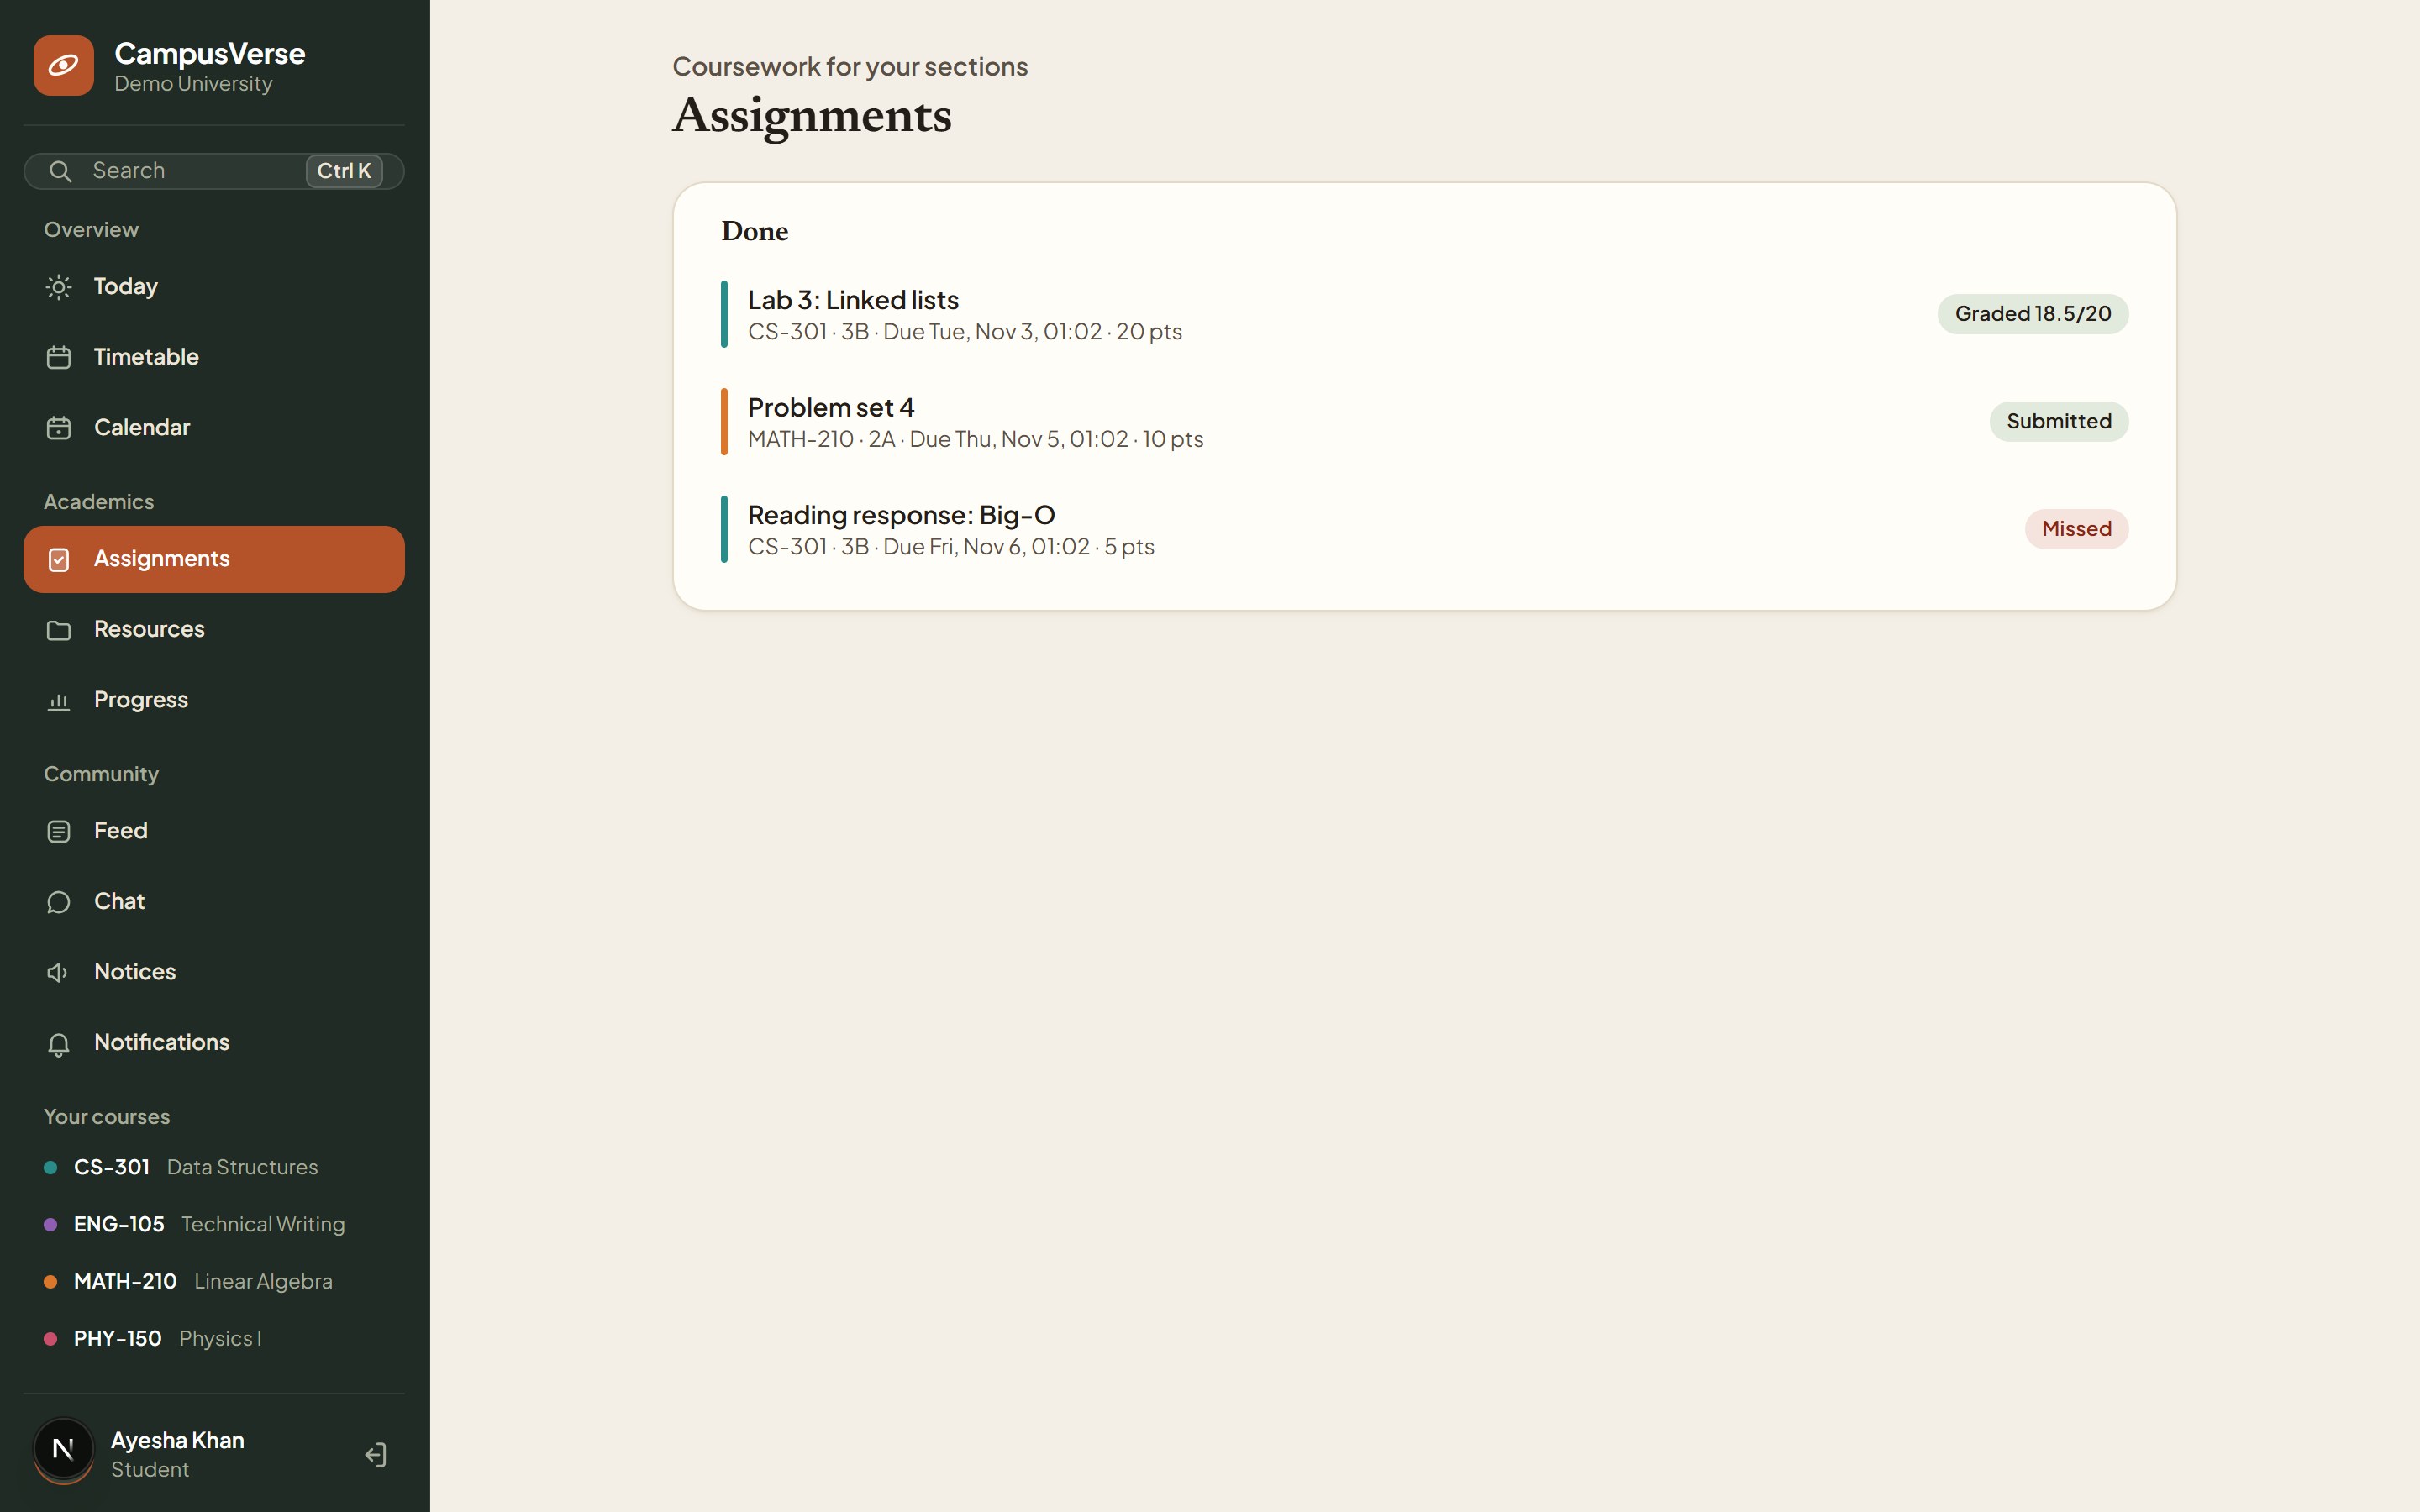 CampusVerse
Demo University
Search
Ctrl K
Overview
Today
Timetable
Calendar
Academics
Assignments
Resources
Progress
Community
Feed
Chat
Notices
Notifications
Your courses
CS-301 Data Structures
ENG-105 Technical Writing
MATH-210 Linear Algebra
PHY-150 Physics I
N
Ayesha Khan
Student
Coursework for your sections
Assignments
Done
Lab 3: Linked lists
CS-301 · 3B · Due Tue, Nov 3, 01:02 · 20 pts
Graded 18.5/20
Problem set 4
MATH-210 · 2A · Due Thu, Nov 5, 01:02 · 10 pts
Submitted
Reading response: Big-O
CS-301 · 3B · Due Fri, Nov 6, 01:02 · 5 pts
Missed